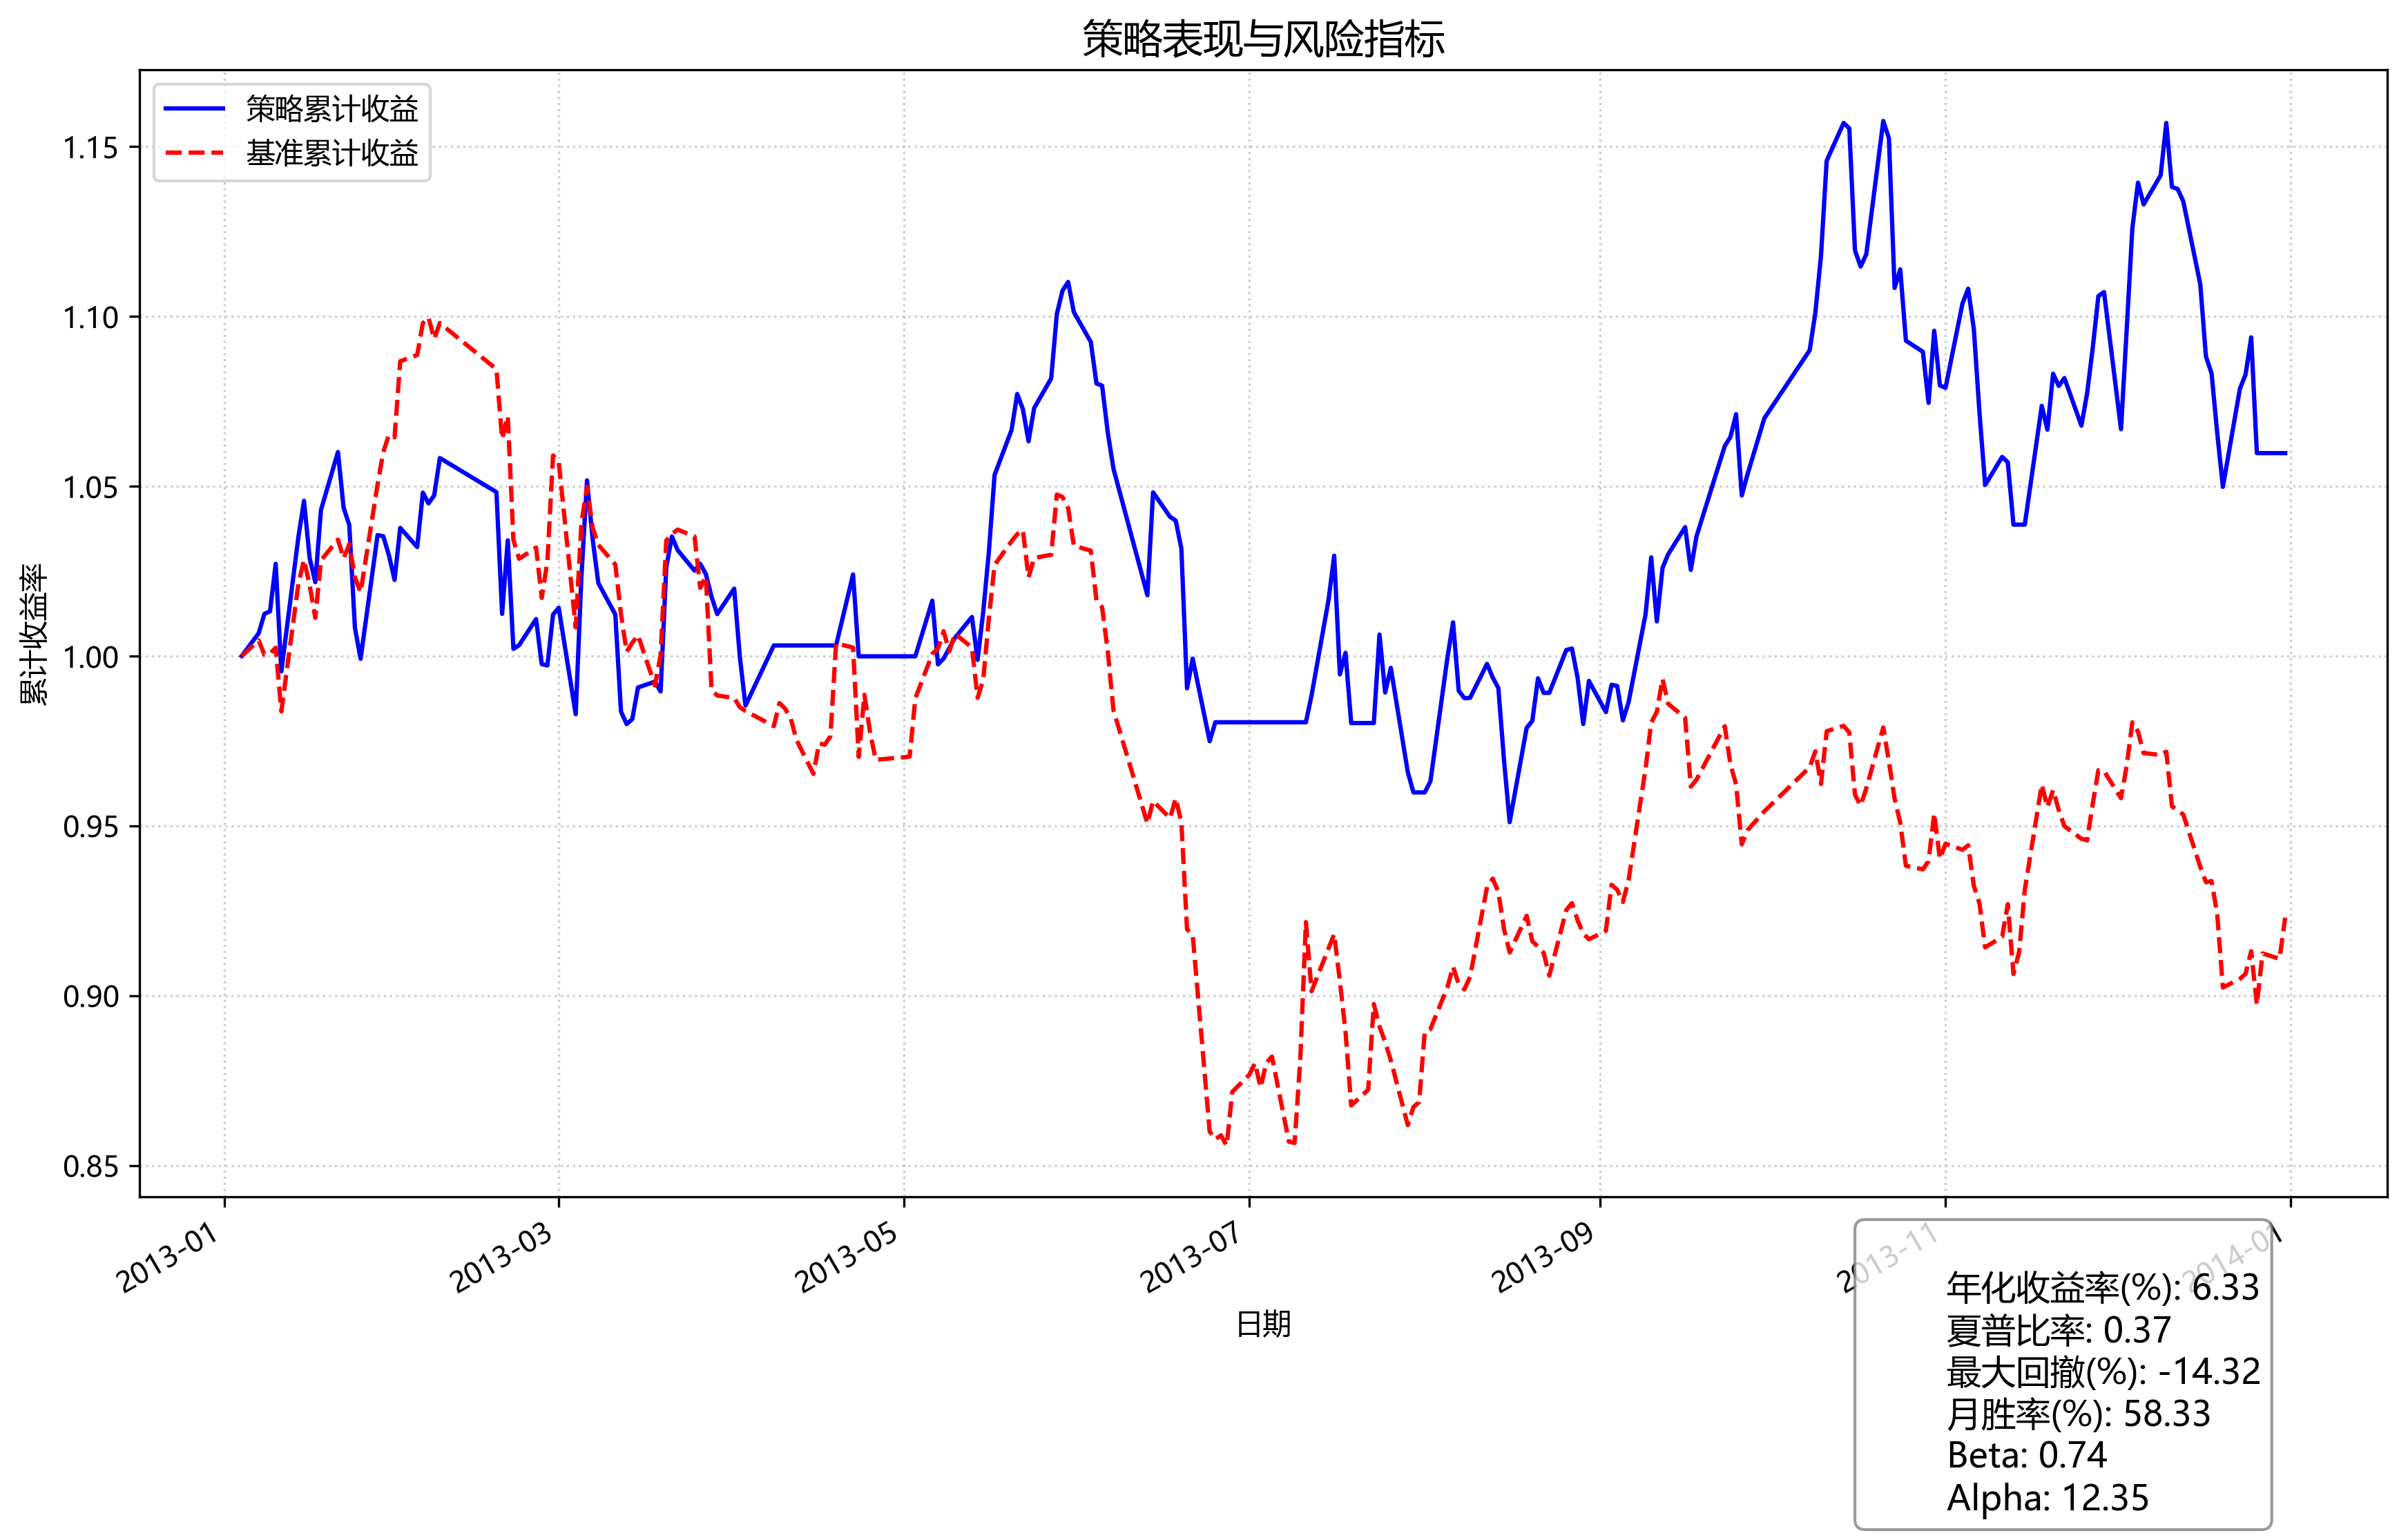 策略表现与风险指标
策略累计收益
基准累计收益
累计收益率
1.15
1.10
1.05
1.00
0.95
0.90
0.85
2013-01
2013-03
2013-05
2013-07
2013-09
2013-11
2014-01
日期
年化收益率(%): 6.33
夏普比率: 0.37
最大回撤(%): -14.32
月胜率(%): 58.33
Beta: 0.74
Alpha: 12.35